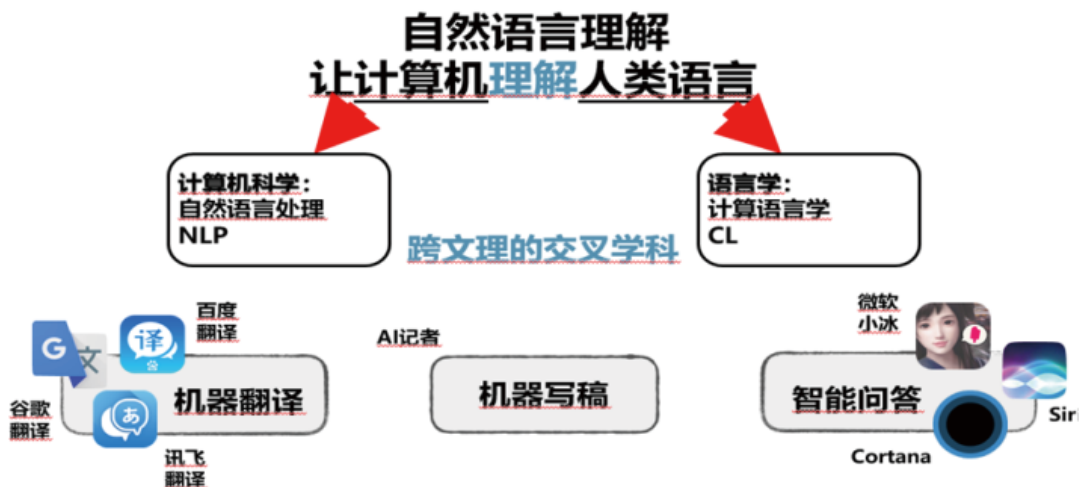 自然语言理解
让计算机理解人类语言
计算机科学：
自然语言处理
NLP
语言学：
计算语言学
CL
跨文理的交叉学科
百度
翻译
G
文
译
会
あ
谷歌
翻译
讯飞
翻译
机器翻译
AI记者
机器写稿
微软
小冰
智能问答
Siri
Cortana